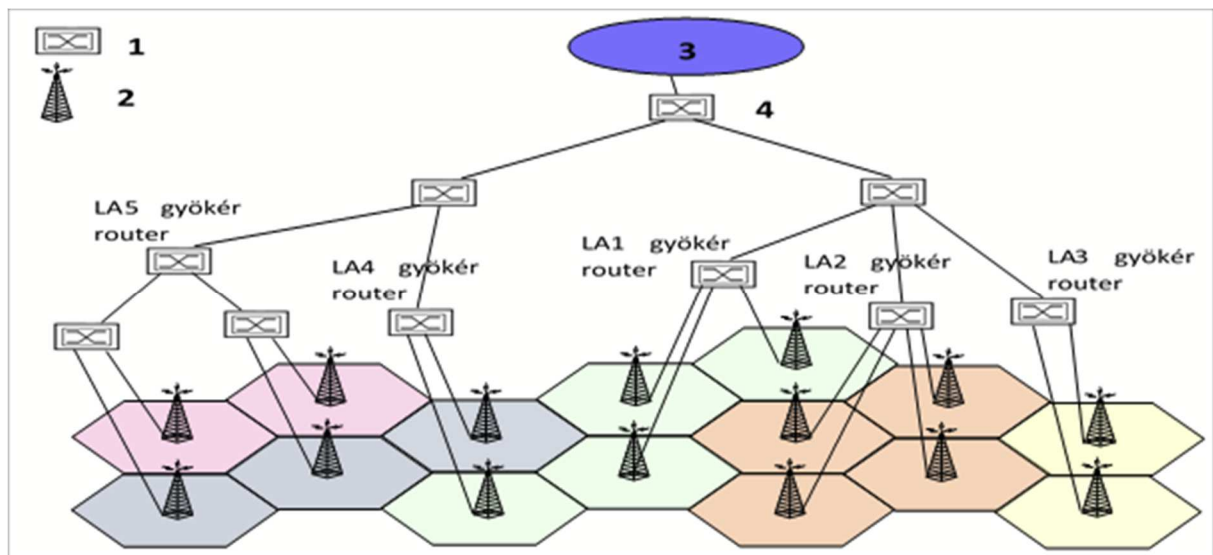 1
2
3
4
LA5 gyökér
router
LA4 gyökér
router
LA1 gyökér
router
LA2 gyökér
router
LA3 gyökér
router